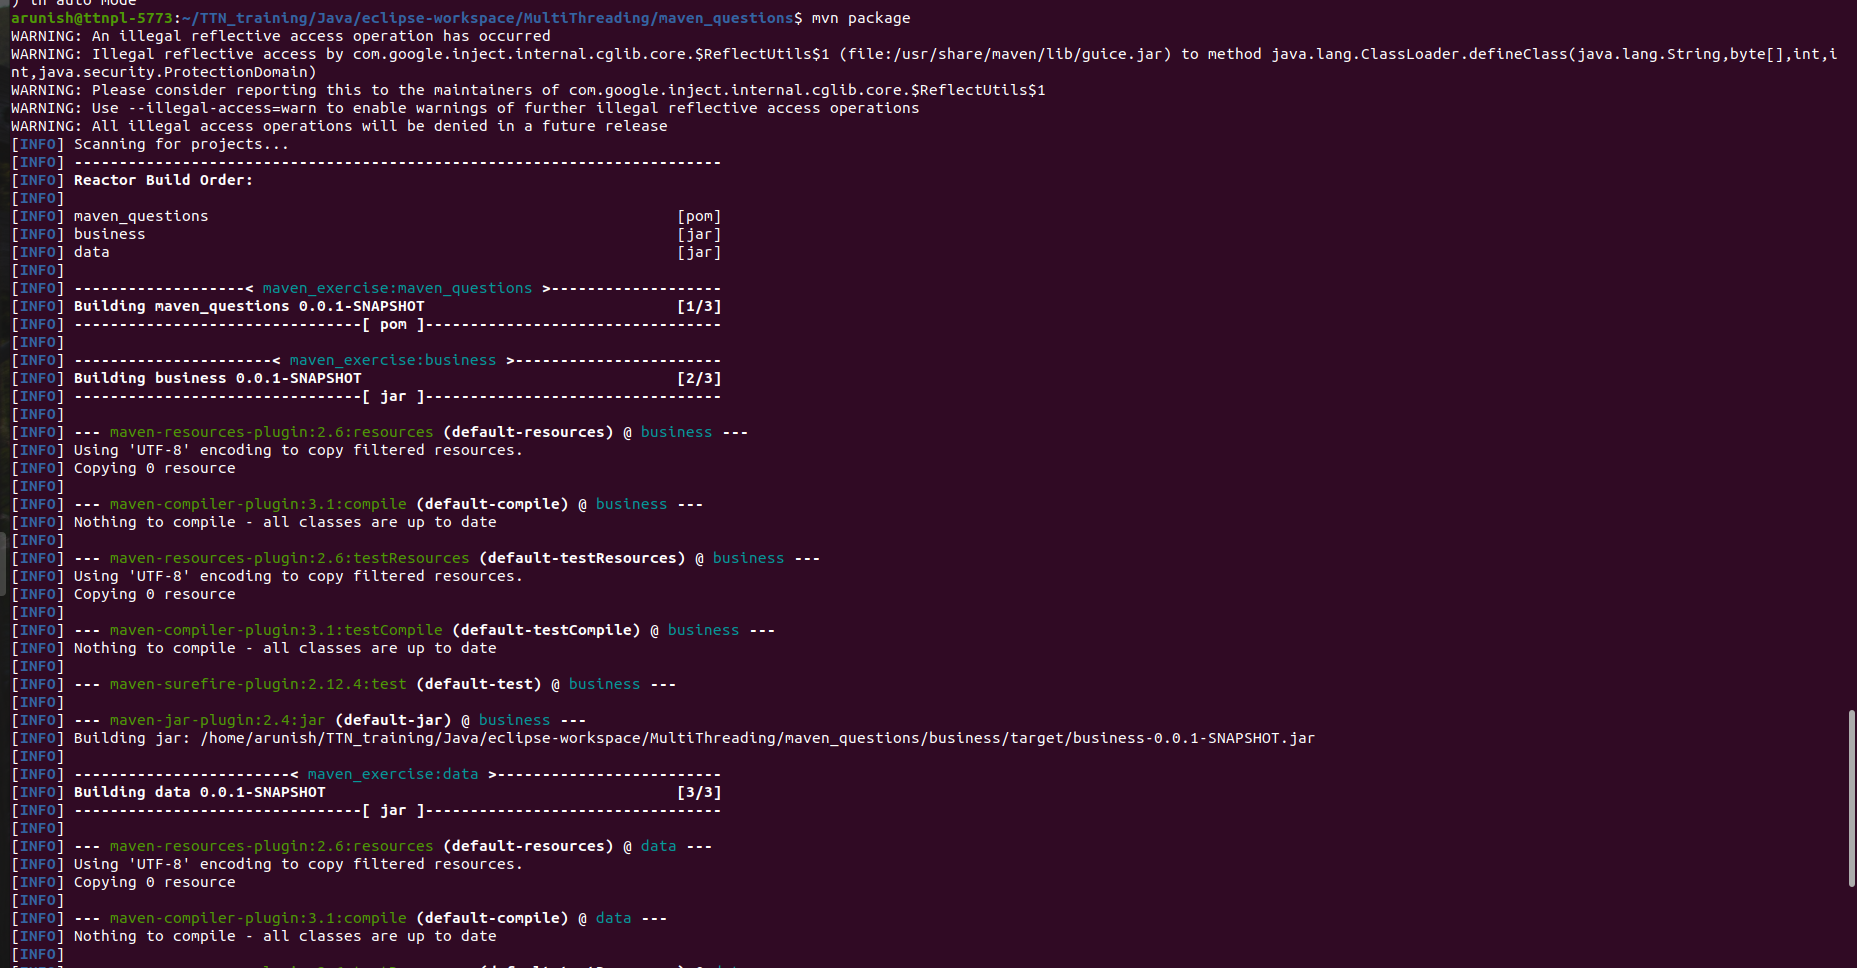 ) in auto mode
arunish@ttnpl-5773:~/TTN_training/Java/eclipse-workspace/MultiThreading/maven_questions$ mvn package
WARNING: An illegal reflective access operation has occurred
WARNING: Illegal reflective access by com.google.inject.internal.cglib.core.$ReflectUtils$1 (file:/usr/share/maven/lib/guice.jar) to method java.lang.ClassLoader.defineClass(java.lang.String,byte[],int,i
nt,java.security.ProtectionDomain)
WARNING: Please consider reporting this to the maintainers of com.google.inject.internal.cglib.core.$ReflectUtils$1
WARNING: Use --illegal-access=warn to enable warnings of further illegal reflective access operations
WARNING: All illegal access operations will be denied in a future release
[INFO] Scanning for projects...
[INFO] ------------------------------------------------------------------------
[INFO] Reactor Build Order:
[INFO]
[INFO] maven_questions [pom]
[INFO] business [jar]
[INFO] data [jar]
[INFO]
[INFO] -------------------< maven_exercise:maven_questions >-------------------
[INFO] Building maven_questions 0.0.1-SNAPSHOT [1/3]
[INFO] --------------------------------[ pom ]---------------------------------
[INFO]
[INFO] ----------------------< maven_exercise:business >-----------------------
[INFO] Building business 0.0.1-SNAPSHOT [2/3]
[INFO] --------------------------------[ jar ]---------------------------------
[INFO]
[INFO] --- maven-resources-plugin:2.6:resources (default-resources) @ business ---
[INFO] Using 'UTF-8' encoding to copy filtered resources.
[INFO] Copying 0 resource
[INFO]
[INFO] --- maven-compiler-plugin:3.1:compile (default-compile) @ business ---
[INFO] Nothing to compile - all classes are up to date
[INFO]
[INFO] --- maven-resources-plugin:2.6:testResources (default-testResources) @ business ---
[INFO] Using 'UTF-8' encoding to copy filtered resources.
[INFO] Copying 0 resource
[INFO]
[INFO] --- maven-compiler-plugin:3.1:testCompile (default-testCompile) @ business ---
[INFO] Nothing to compile - all classes are up to date
[INFO]
[INFO] --- maven-surefire-plugin:2.12.4:test (default-test) @ business ---
[INFO]
[INFO] --- maven-jar-plugin:2.4:jar (default-jar) @ business ---
[INFO] Building jar: /home/arunish/TTN_training/Java/eclipse-workspace/MultiThreading/maven_questions/business/target/business-0.0.1-SNAPSHOT.jar
[INFO]
[INFO] ------------------------< maven_exercise:data >-------------------------
[INFO] Building data 0.0.1-SNAPSHOT [3/3]
[INFO] --------------------------------[ jar ]---------------------------------
[INFO]
[INFO] --- maven-resources-plugin:2.6:resources (default-resources) @ data ---
[INFO] Using 'UTF-8' encoding to copy filtered resources.
[INFO] Copying 0 resource
[INFO]
[INFO] --- maven-compiler-plugin:3.1:compile (default-compile) @ data ---
[INFO] Nothing to compile - all classes are up to date
[INFO]